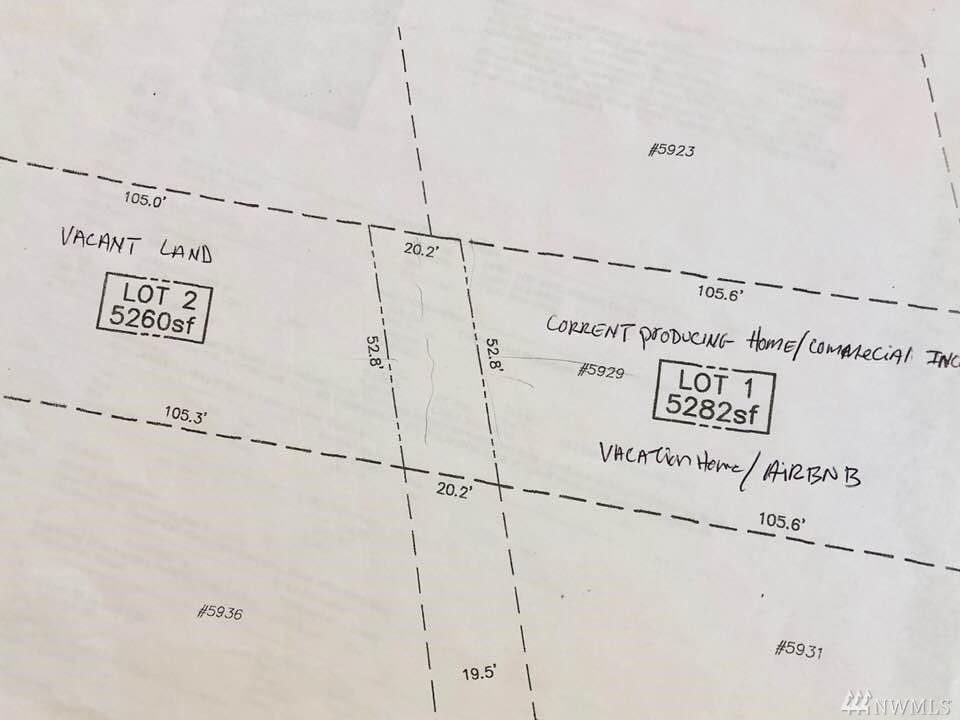 #5923
105.0'
20.2'
VACANT LAND
LOT 2
5260sf
105.6'
CORRENT PRODUCING Home/COMMERCIAL INC
52.8'
52.8'
#5929
LOT 1
5282sf
105.3'
VACATION Home/AIRBNB
20.2'
105.6'
#5936
#5931
19.5'
NWMLS